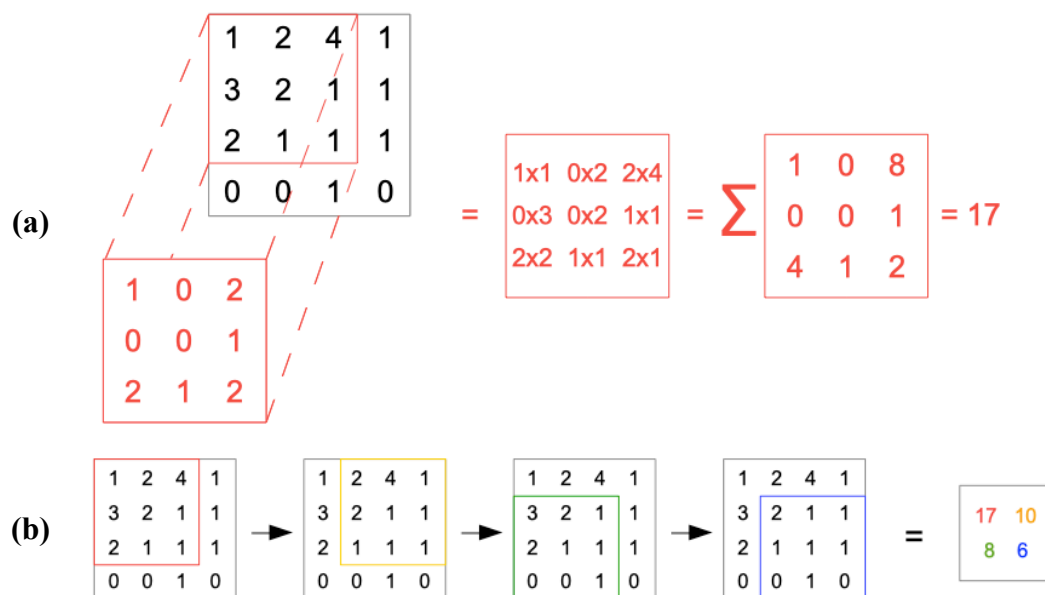 (a)
1 2 4 1
3 2 1 1
2 1 1 1
0 0 1 0
1 0 2
0 0 1
2 1 2
=
1x1 0x2 2x4
0x3 0x2 1x1
2x2 1x1 2x1
= ∑
1 0 8
0 0 1
4 1 2
= 17
(b)
1 2 4 1
3 2 1 1
2 1 1 1
0 0 1 0
1 2 4 1
3 2 1 1
2 1 1 1
0 0 1 0
1 2 4 1
3 2 1 1
2 1 1 1
0 0 1 0
1 2 4 1
3 2 1 1
2 1 1 1
0 0 1 0
=
17 10
8 6